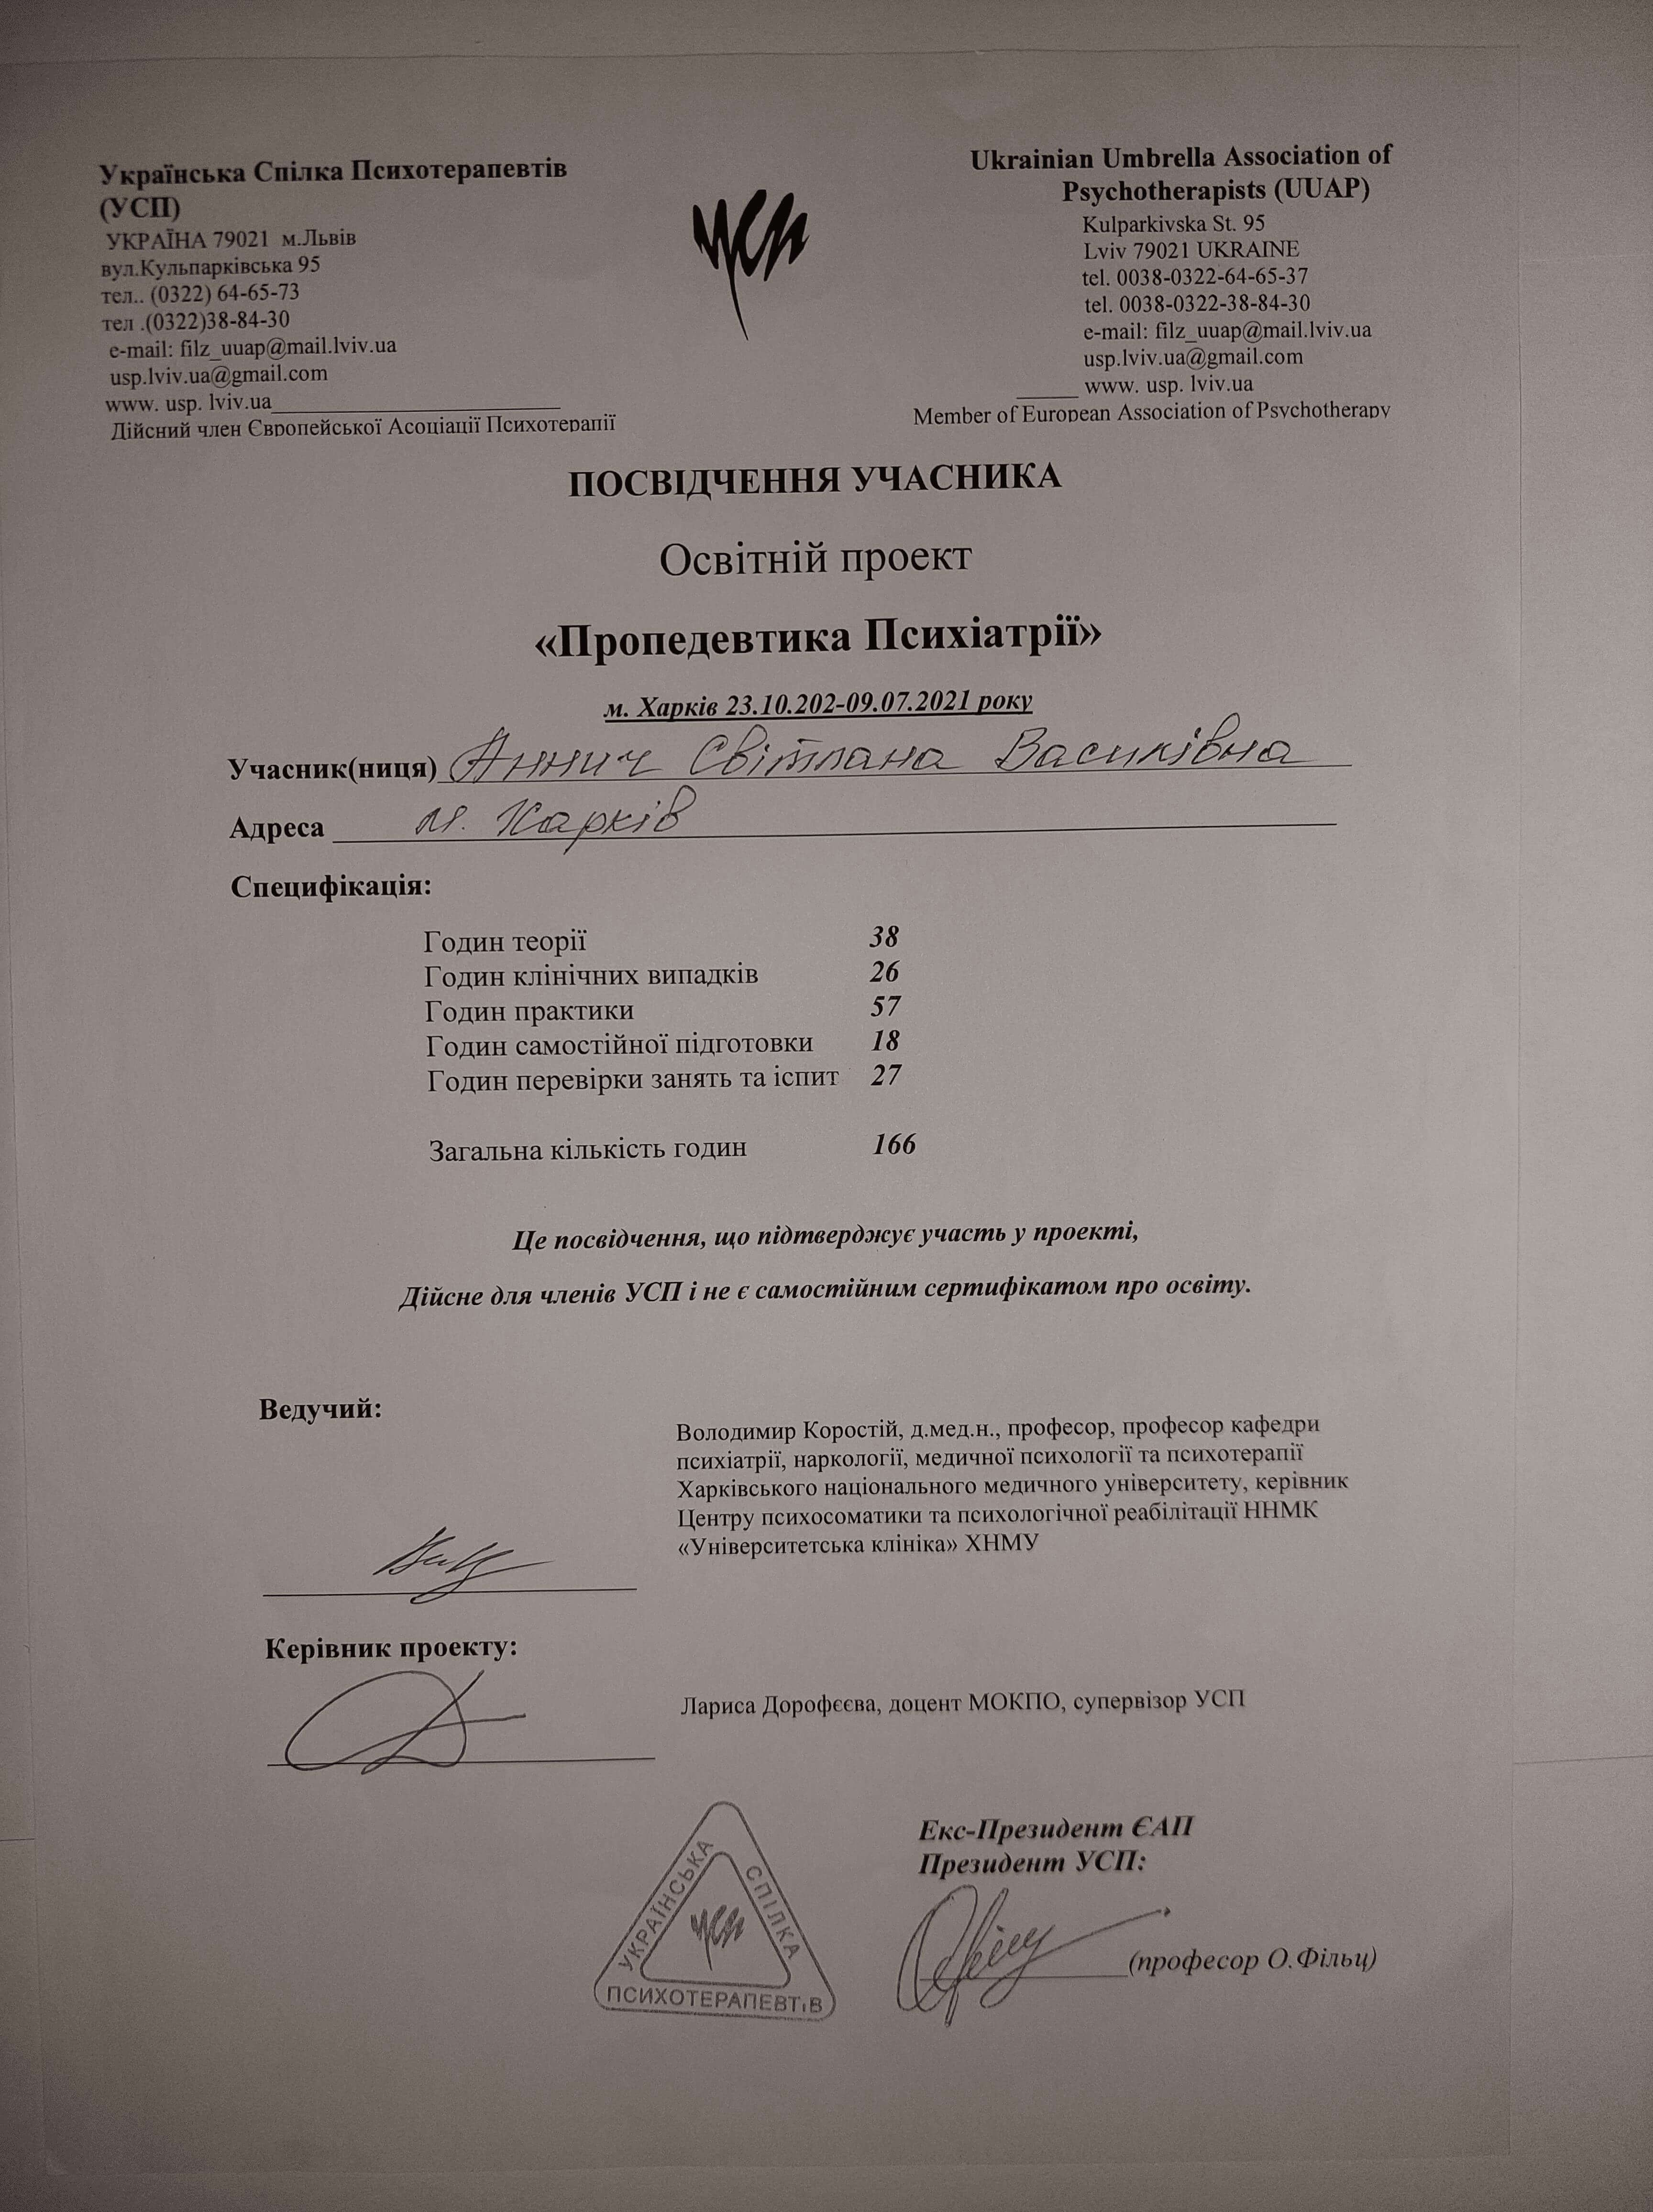 Українська Спілка Психотерапевтів
(УСП)
УКРАЇНА 79021 м.Львів
вул.Кульпарківська 95
тел.. (0322) 64-65-73
тел .(0322)38-84-30
e-mail: filz_uuap@mail.lviv.ua
usp.lviv.ua@gmail.com
www. usp. lviv.ua
Дійсний член Європейської Асоціації Психотерапії
усп
Ukrainian Umbrella Association of
Psychotherapists (UUAP)
Kulparkivska St. 95
Lviv 79021 UKRAINE
tel. 0038-0322-64-65-37
tel. 0038-0322-38-84-30
e-mail: filz_uuap@mail.lviv.ua
usp.lviv.ua@gmail.com
www. usp. lviv.ua
Member of European Association of Psychotherapy
ПОСВІДЧЕННЯ УЧАСНИКА
Освітній проект
«Пропедевтика Психіатрії»
м. Харків 23.10.202-09.07.2021 року
Учасник(ниця) Аннич Світлана Василівна
Адреса м. Харків
Специфікація:
Годин теорії 38
Годин клінічних випадків 26
Годин практики 57
Годин самостійної підготовки 18
Годин перевірки занять та іспит 27
Загальна кількість годин 166
Це посвідчення, що підтверджує участь у проекті,
Дійсне для членів УСП і не є самостійним сертифікатом про освіту.
Ведучий:
Володимир Коростій, д.мед.н., професор, професор кафедри
психіатрії, наркології, медичної психології та психотерапії
Харківського національного медичного університету, керівник
Центру психосоматики та психологічної реабілітації ННМК
«Університетська клініка» ХНМУ
Керівник проекту:
Лариса Дорофєєва, доцент МОКПО, супервізор УСП
Екс-Президент ЄАП
Президент УСП:
(професор О.Фільц)
УКРАЇНСЬКА СПІЛКА
усп
ПСИХОТЕРАПЕВТІВ